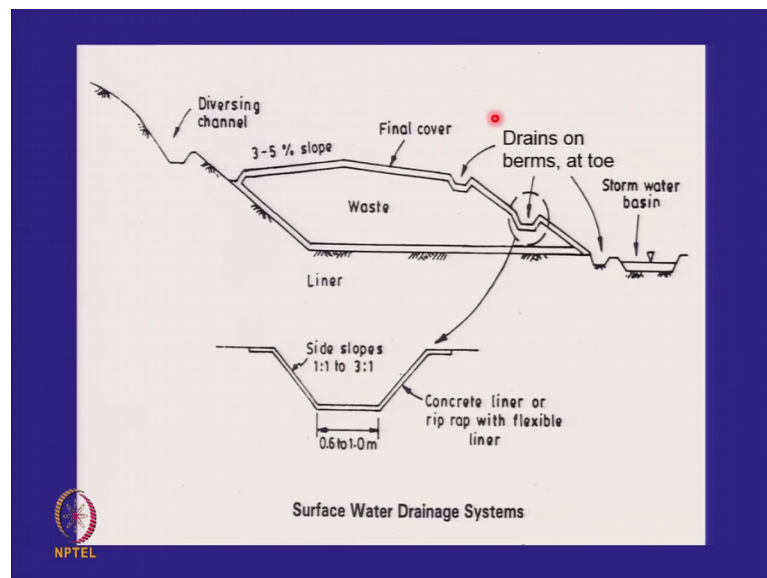 Diversing
channel
3-5 % slope
Final cover
Drains on
berms, at toe
Storm water
basin
Waste
Liner
Side slopes
1:1 to 3:1
Concrete liner or
rip rap with flexible
liner
0.6 to 1.0 m
Surface Water Drainage Systems
NPTEL